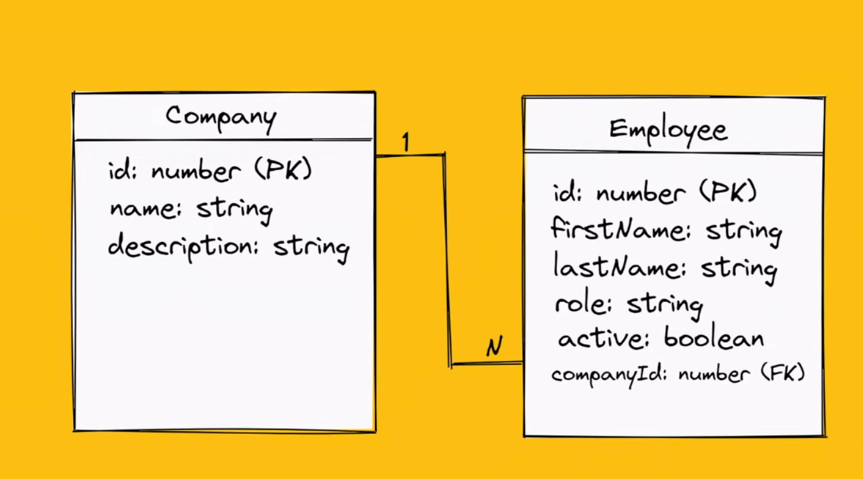 Company
id: number (PK)
name: string
description: string
1
N
Employee
id: number (PK)
firstName: string
lastName: string
role: string
active: boolean
companyId: number (FK)